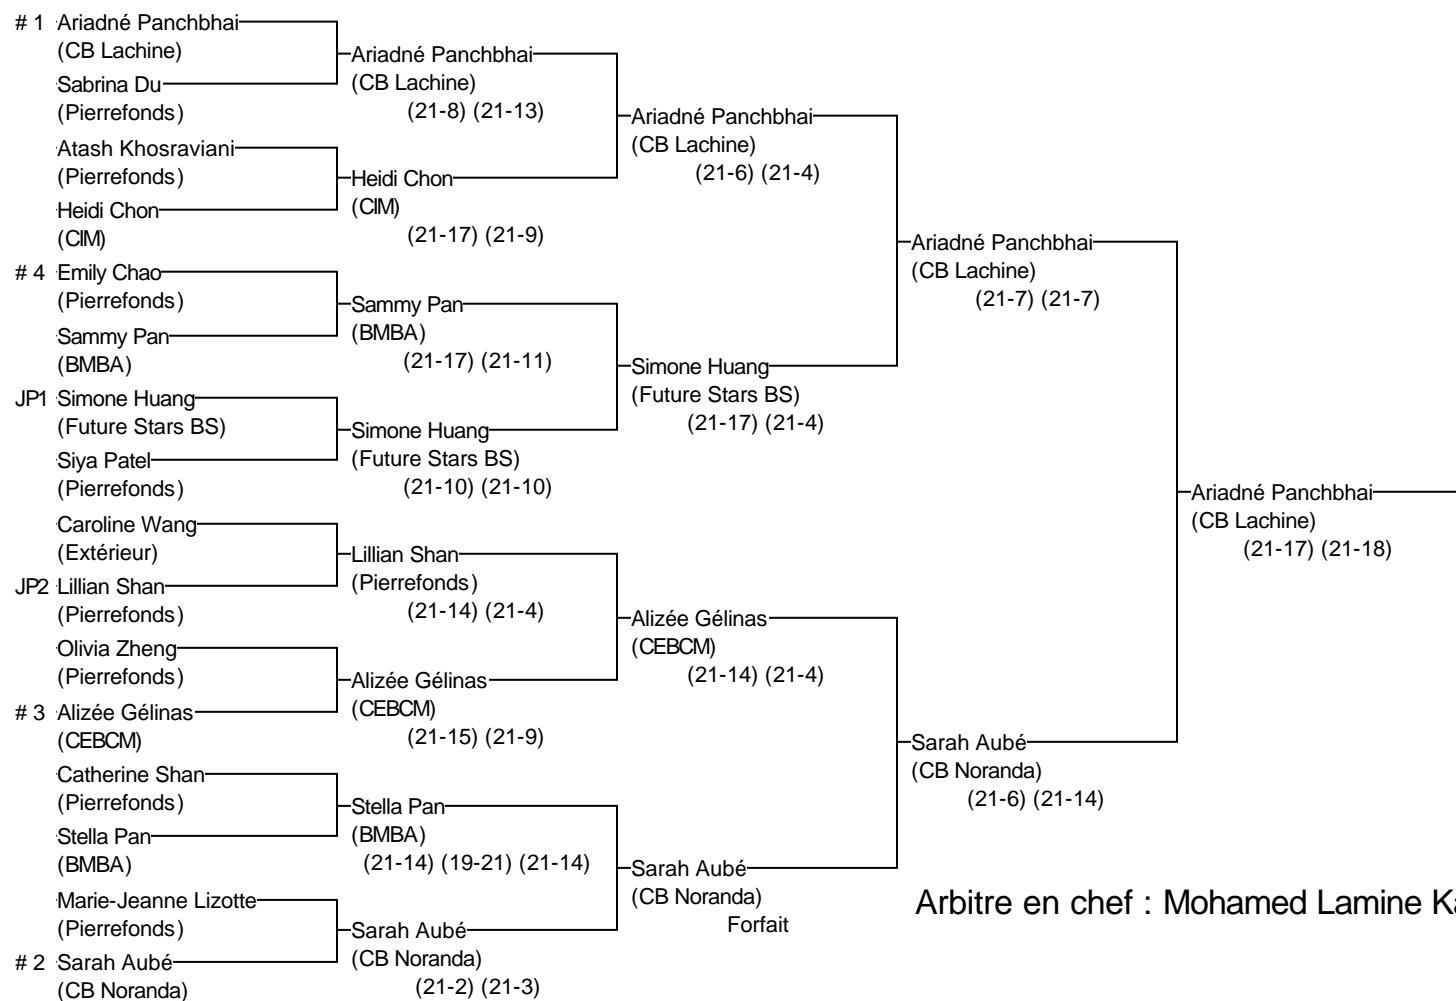 # 1 Ariadné Panchbhai
(CB Lachine)
Sabrina Du
(Pierrefonds)
Atash Khosraviani
(Pierrefonds)
Heidi Chon
(CIM)
# 4 Emily Chao
(Pierrefonds)
Sammy Pan
(BMBA)
JP1 Simone Huang
(Future Stars BS)
Siya Patel
(Pierrefonds)
Caroline Wang
(Extérieur)
JP2 Lillian Shan
(Pierrefonds)
Olivia Zheng
(Pierrefonds)
# 3 Alizée Gélinas
(CEBCM)
Catherine Shan
(Pierrefonds)
Stella Pan
(BMBA)
Marie-Jeanne Lizotte
(Pierrefonds)
# 2 Sarah Aubé
(CB Noranda)
Ariadné Panchbhai
(CB Lachine)
(21-8) (21-13)
Heidi Chon
(CIM)
(21-17) (21-9)
Sammy Pan
(BMBA)
(21-17) (21-11)
Simone Huang
(Future Stars BS)
(21-10) (21-10)
Lillian Shan
(Pierrefonds)
(21-14) (21-4)
Alizée Gélinas
(CEBCM)
(21-15) (21-9)
Stella Pan
(BMBA)
(21-14) (19-21) (21-14)
Sarah Aubé
(CB Noranda)
(21-2) (21-3)
Ariadné Panchbhai
(CB Lachine)
(21-6) (21-4)
Simone Huang
(Future Stars BS)
(21-17) (21-4)
Alizée Gélinas
(CEBCM)
(21-14) (21-4)
Sarah Aubé
(CB Noranda)
Forfait
Ariadné Panchbhai
(CB Lachine)
(21-7) (21-7)
Sarah Aubé
(CB Noranda)
(21-6) (21-14)
Ariadné Panchbhai
(CB Lachine)
(21-17) (21-18)
Arbitre en chef : Mohamed Lamine